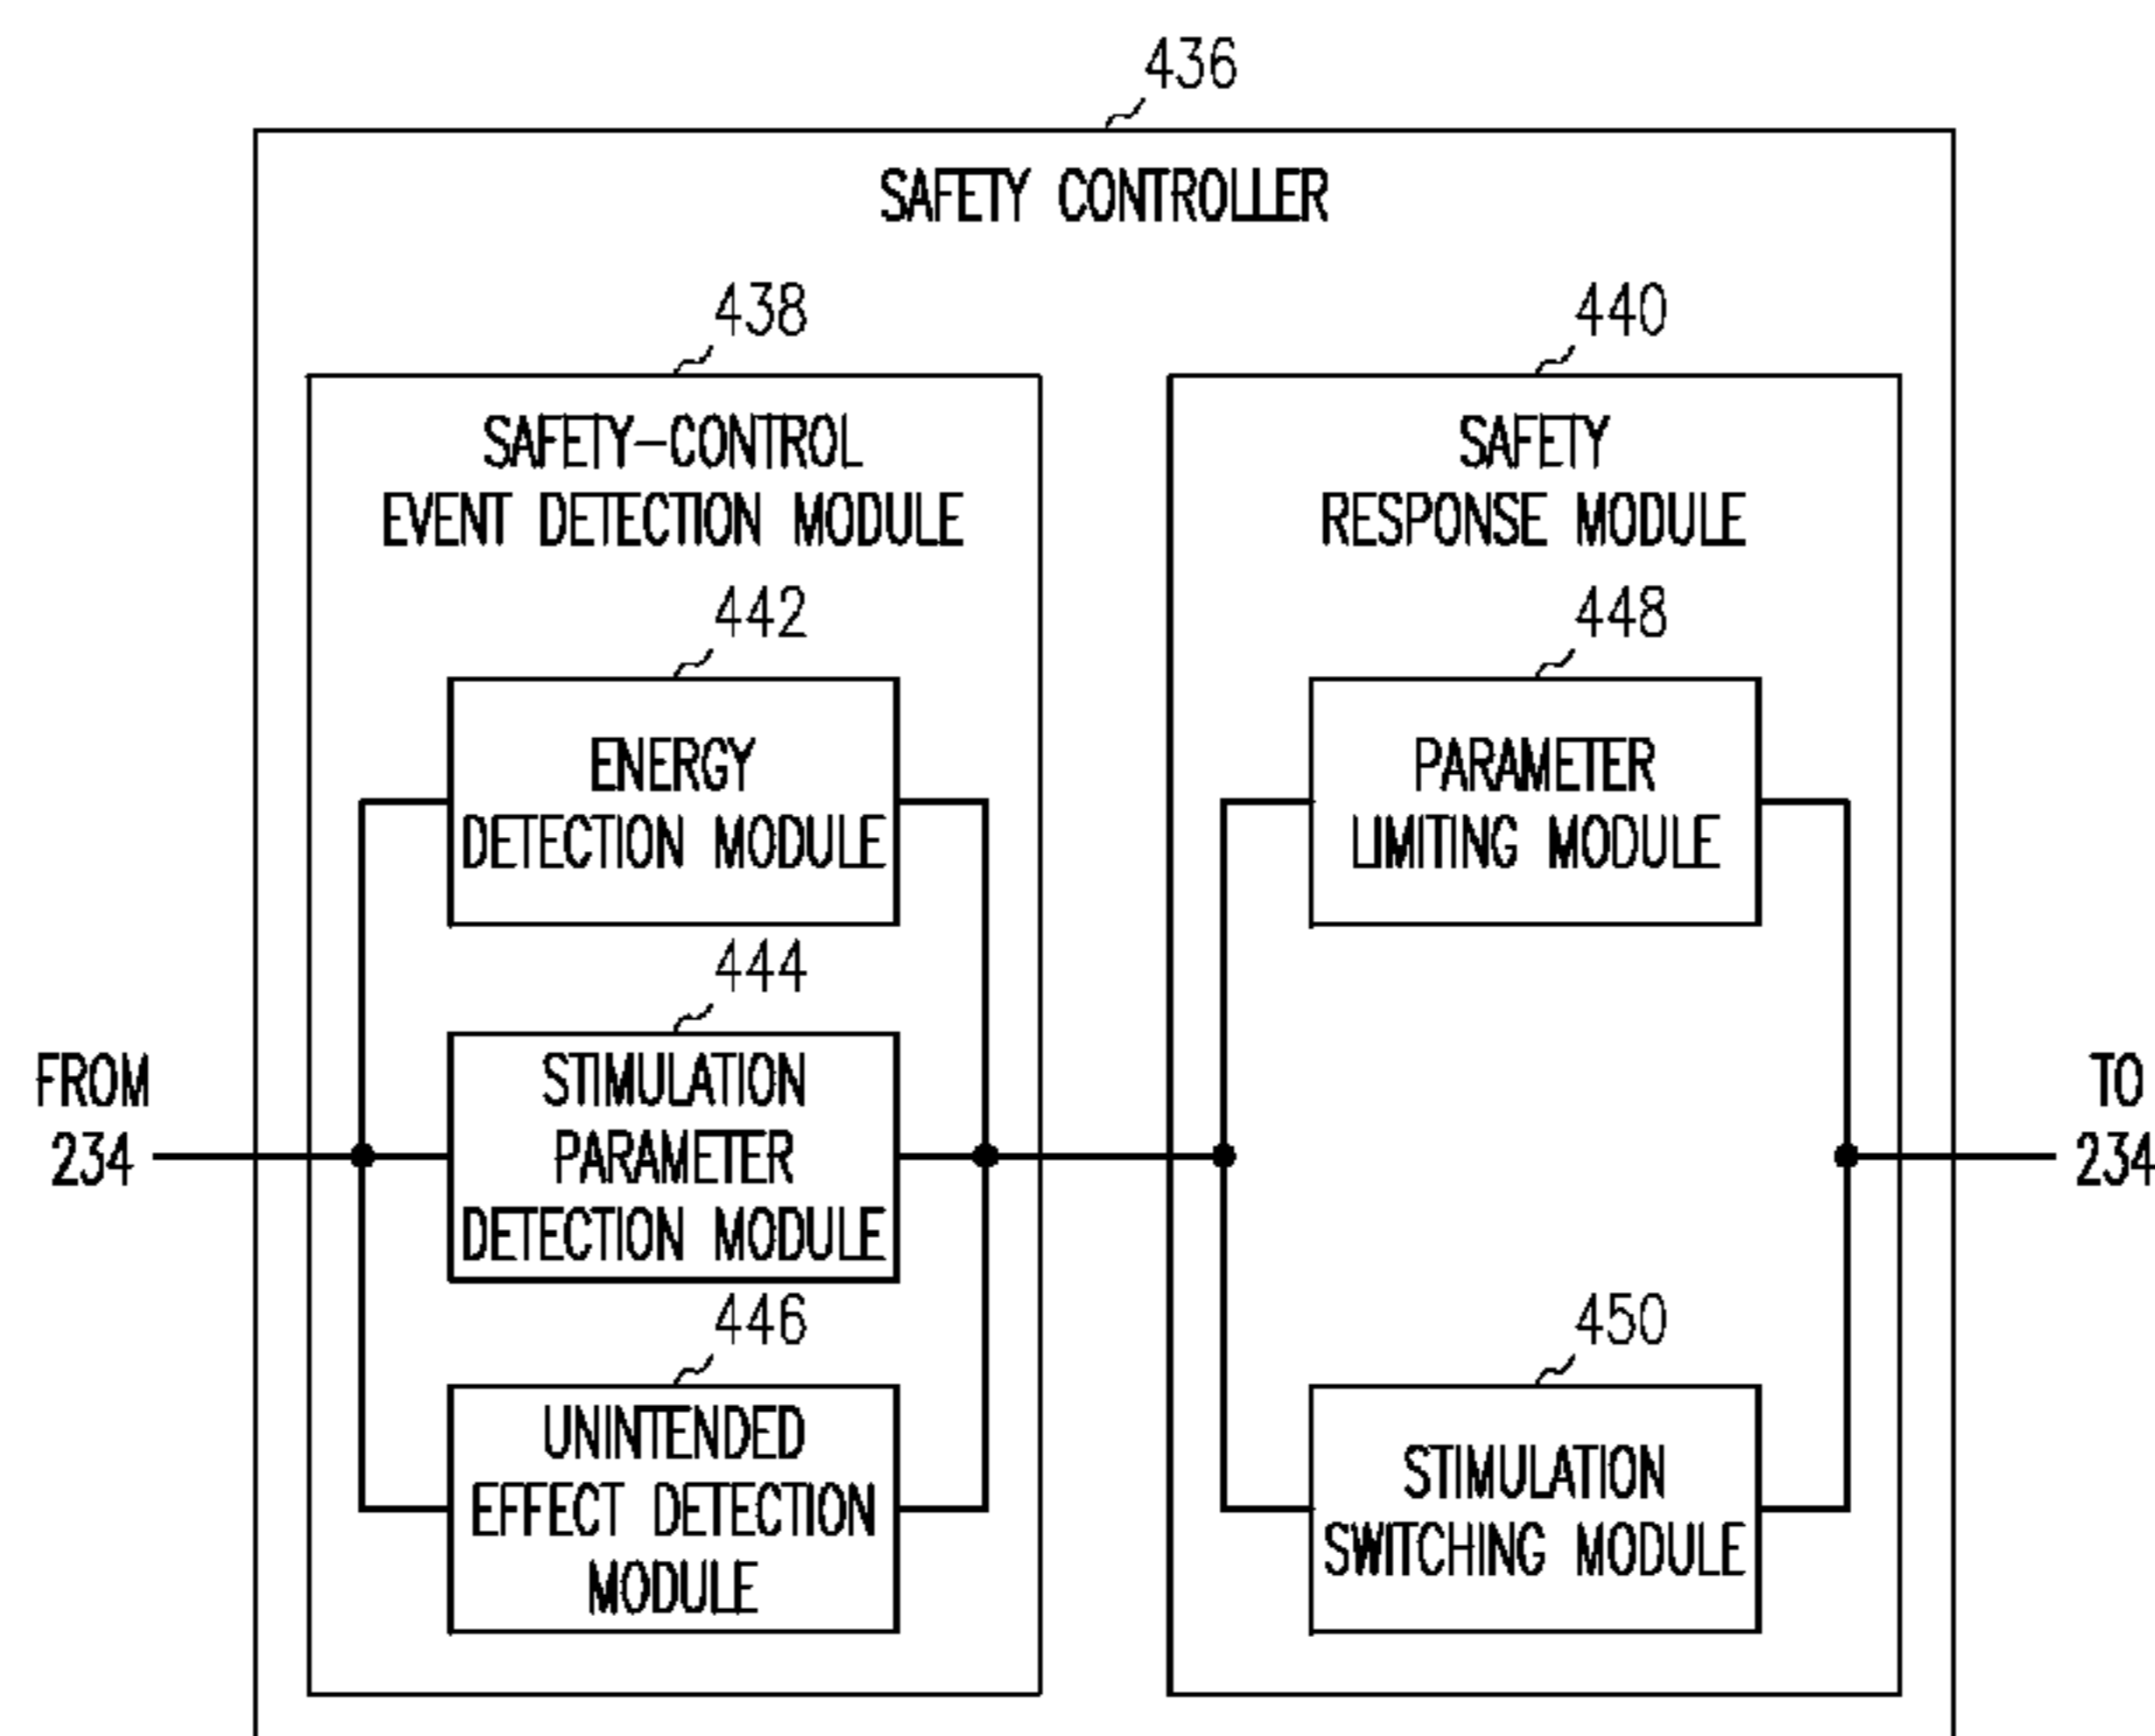 436
SAFETY CONTROLLER
438
SAFETY-CONTROL
EVENT DETECTION MODULE
442
ENERGY
DETECTION MODULE
444
STIMULATION
PARAMETER
DETECTION MODULE
446
UNINTENDED
EFFECT DETECTION
MODULE
440
SAFETY
RESPONSE MODULE
448
PARAMETER
LIMITING MODULE
450
STIMULATION
SWITCHING MODULE
FROM
234
TO
234